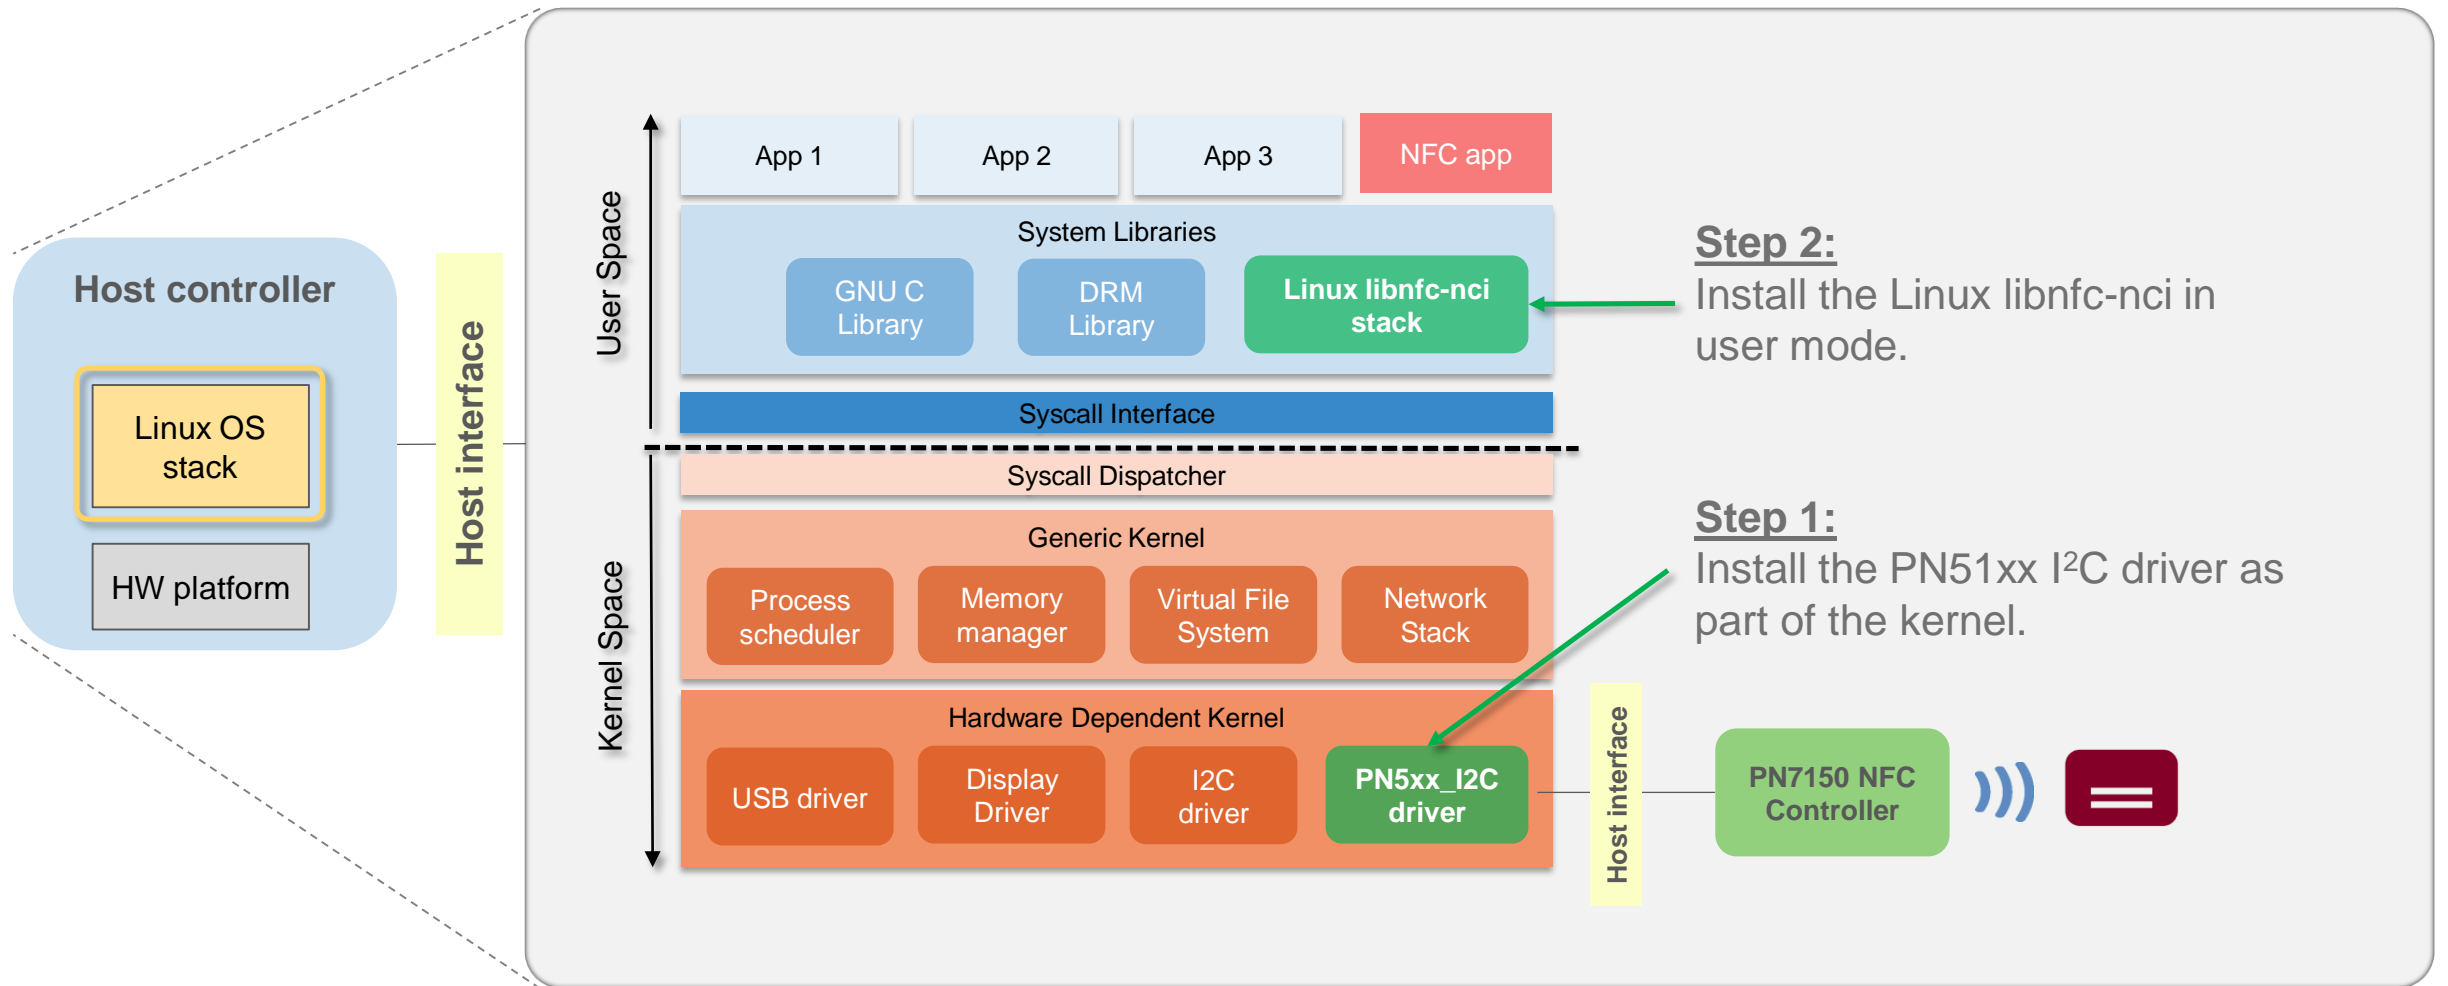 Host controller
Linux OS
stack
HW platform
Host interface
User Space
Kernel Space
App 1
App 2
App 3
NFC app
System Libraries
GNU C
Library
DRM
Library
Linux libnfc-nci
stack
Syscall Interface
Syscall Dispatcher
Generic Kernel
Process
scheduler
Memory
manager
Virtual File
System
Network
Stack
Hardware Dependent Kernel
USB driver
Display
Driver
I2C
driver
PN5xx_I2C
driver
Step 2:
Install the Linux libnfc-nci in
user mode.
Step 1:
Install the PN51xx I²C driver as
part of the kernel.
Host interface
PN7150 NFC
Controller